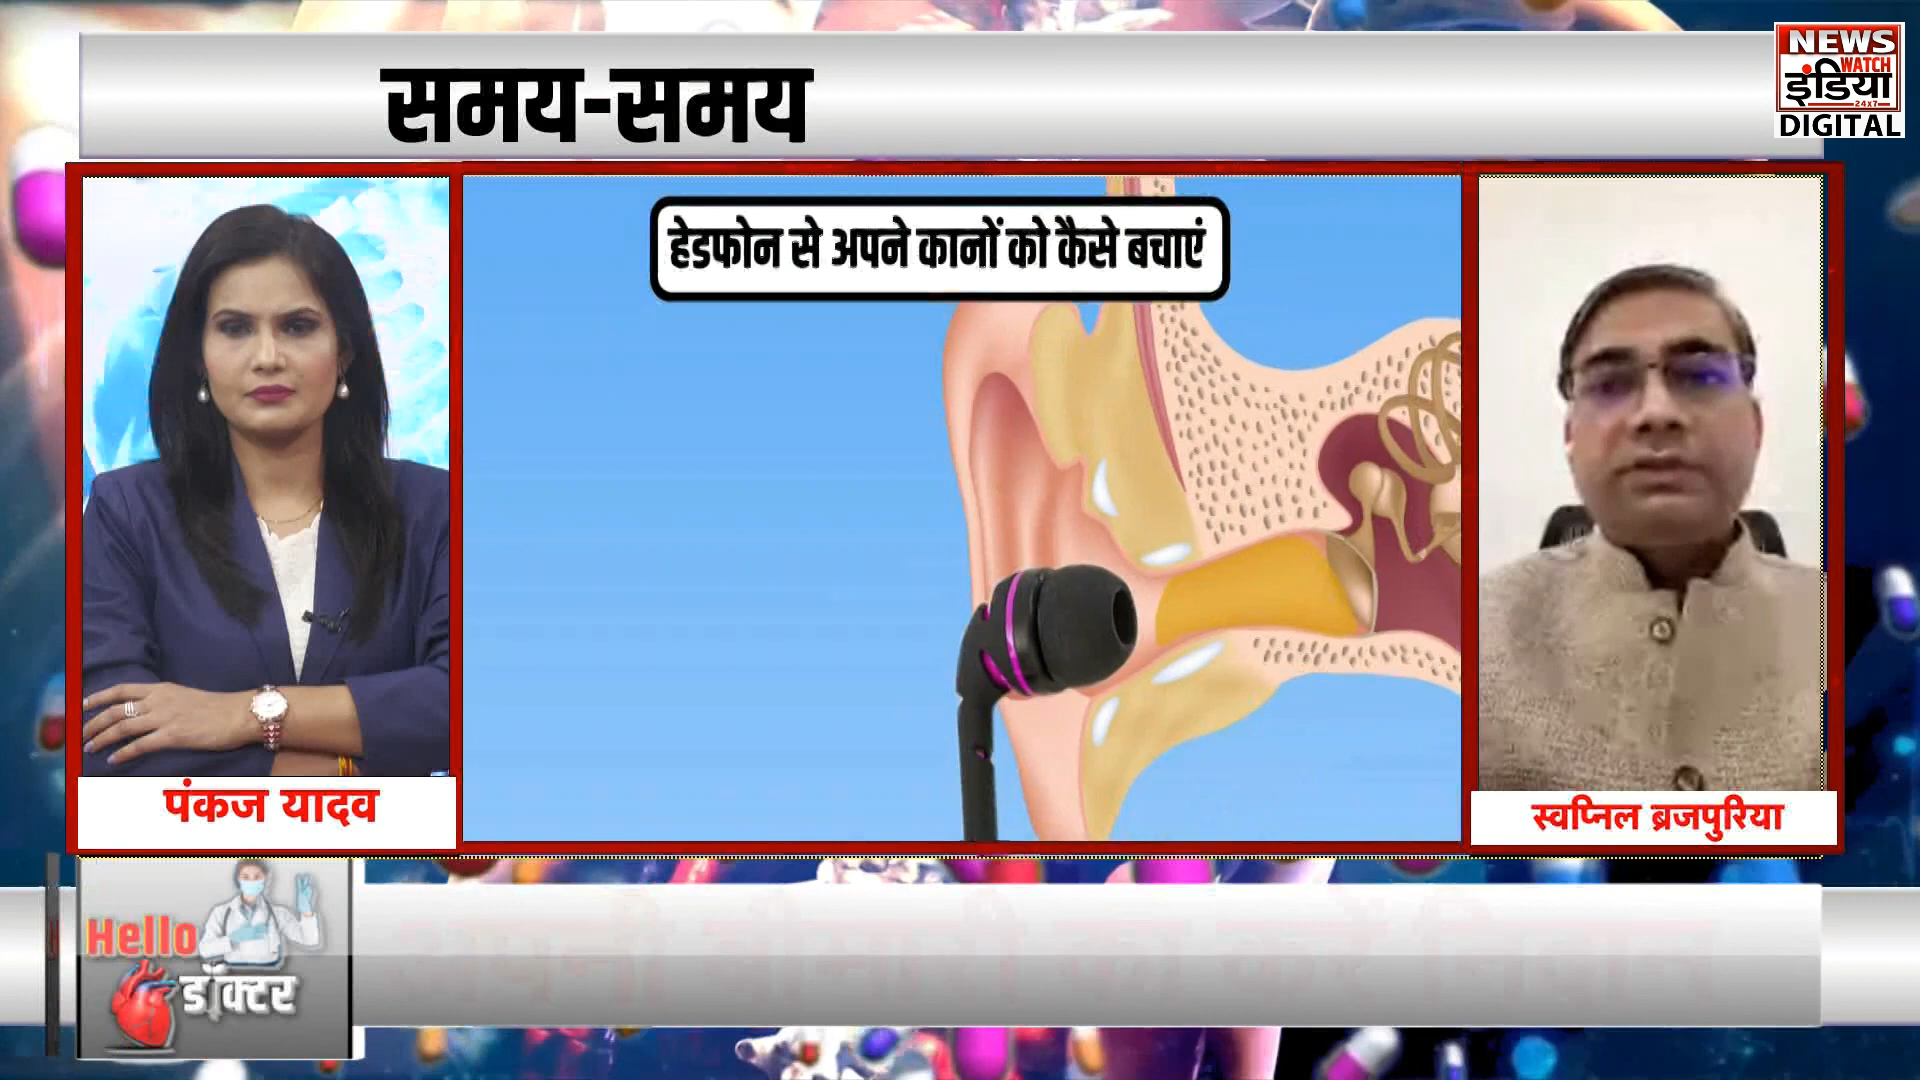 समय-समय
NEWS
WATCH
इंडिया
24x7
DIGITAL
हेडफोन से अपने कानों को कैसे बचाएं
पंकज यादव
स्वप्निल ब्रजपुरिया
Hello
डॉक्टर